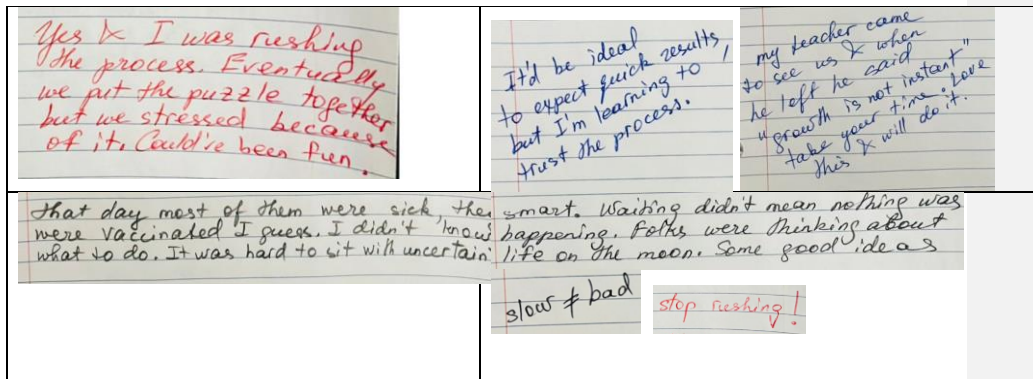 Yes & I was rushing
the process. Eventually
we put the puzzle together
but we stressed because
of it. Could've been fun.
It'd be ideal
to expect quick results,
but I'm learning to
trust the process.
my teacher came
to see us & when
he left he said
"growth is not instant"
take your time. Love
this & will do it.
that day most of them were sick, they
were vaccinated I guess. I didn't know
what to do. It was hard to sit with uncertain
smart. Waiting didn't mean nothing was
happening. Folks were thinking about
life on the moon. Some good ideas
slow ≠ bad
stop rushing!